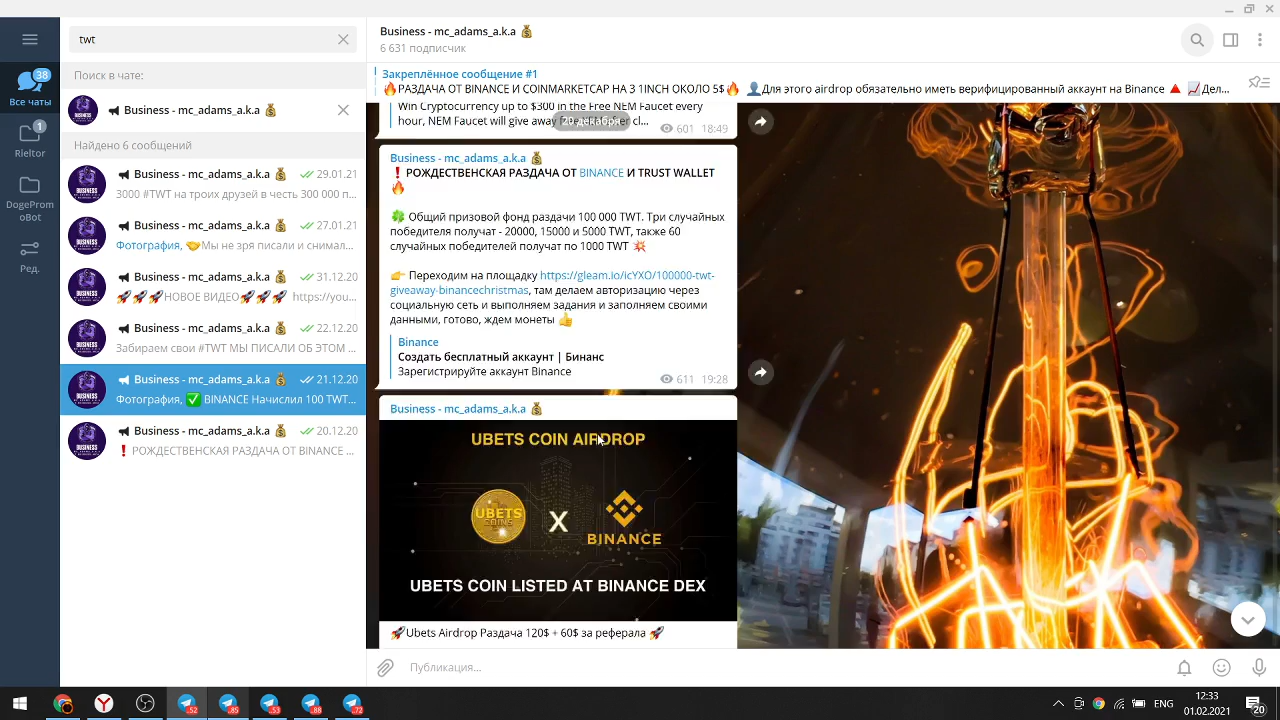 twt
Поиск в чате:
Business - mc_adams_a.k.a 💰
Найдено 6 сообщений
Business - mc_adams_a.k.a 💰 29.01.21
3000 #TWT на троих друзей в честь 300 000 п...
Business - mc_adams_a.k.a 💰 27.01.21
Фотография, 🤝Мы не зря писали и снимал...
Business - mc_adams_a.k.a 💰 31.12.20
🚀🚀🚀НОВОЕ ВИДЕО🚀🚀🚀 https://you...
Business - mc_adams_a.k.a 💰 22.12.20
Забираем свои #TWT МЫ ПИСАЛИ ОБ ЭТОМ ...
Business - mc_adams_a.k.a 💰 21.12.20
Фотография, ✅ BINANCE Начислил 100 TWT...
Business - mc_adams_a.k.a 💰 20.12.20
❗ РОЖДЕСТВЕНСКАЯ РАЗДАЧА ОТ BINANCE ...
38
Все чаты
1
Rieltor
DogeProm
oBot
Ред.
Business - mc_adams_a.k.a 💰
6 631 подписчик
Закреплённое сообщение #1
🔥РАЗДАЧА ОТ BINANCE И COINMARKETCAP НА 3 1INCH ОКОЛО 5$🔥 👤Для этого airdrop обязательно иметь верифицированный аккаунт на Binance 🔺 📈Дел...
Win Cryptocurrency up to $300 in the Free NEM Faucet every
hour, NEM Faucet will give away cl...
20 декабря
601 18:49
Business - mc_adams_a.k.a 💰
❗ РОЖДЕСТВЕНСКАЯ РАЗДАЧА ОТ BINANCE И TRUST WALLET
🔥
🍀 Общий призовой фонд раздачи 100 000 TWT. Три случайных
победителя получат - 20000, 15000 и 5000 TWT, также 60
случайных победителей получат по 1000 TWT 💥
👉 Переходим на площадку https://gleam.io/icYXO/100000-twt-
giveaway-binancechristmas, там делаем авторизацию через
социальную сеть и выполняем задания и заполняем своими
данными, готово, ждем монеты 👍
Binance
Создать бесплатный аккаунт | Бинанс
Зарегистрируйте аккаунт Binance
611 19:28
Business - mc_adams_a.k.a 💰
UBETS COIN AIRDROP
UBETS
COINS
X
BINANCE
UBETS COIN LISTED AT BINANCE DEX
🚀Ubets Airdrop Раздача 120$ + 60$ за реферала 🚀
Публикация...
ENG
12:33
01.02.2021
20